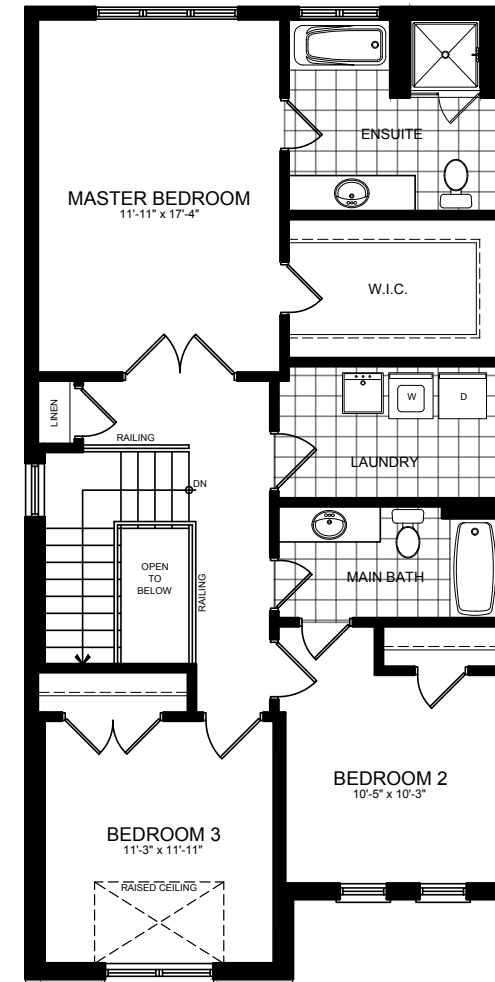 ENSUITE
MASTER BEDROOM
11'-11" x 17'-4"
W.I.C.
LINEN
W
D
RAILING
LAUNDRY
DN
OPEN
TO
BELOW
RAILING
MAIN BATH
BEDROOM 2
10'-5" x 10'-3"
BEDROOM 3
11'-3" x 11'-11"
RAISED CEILING